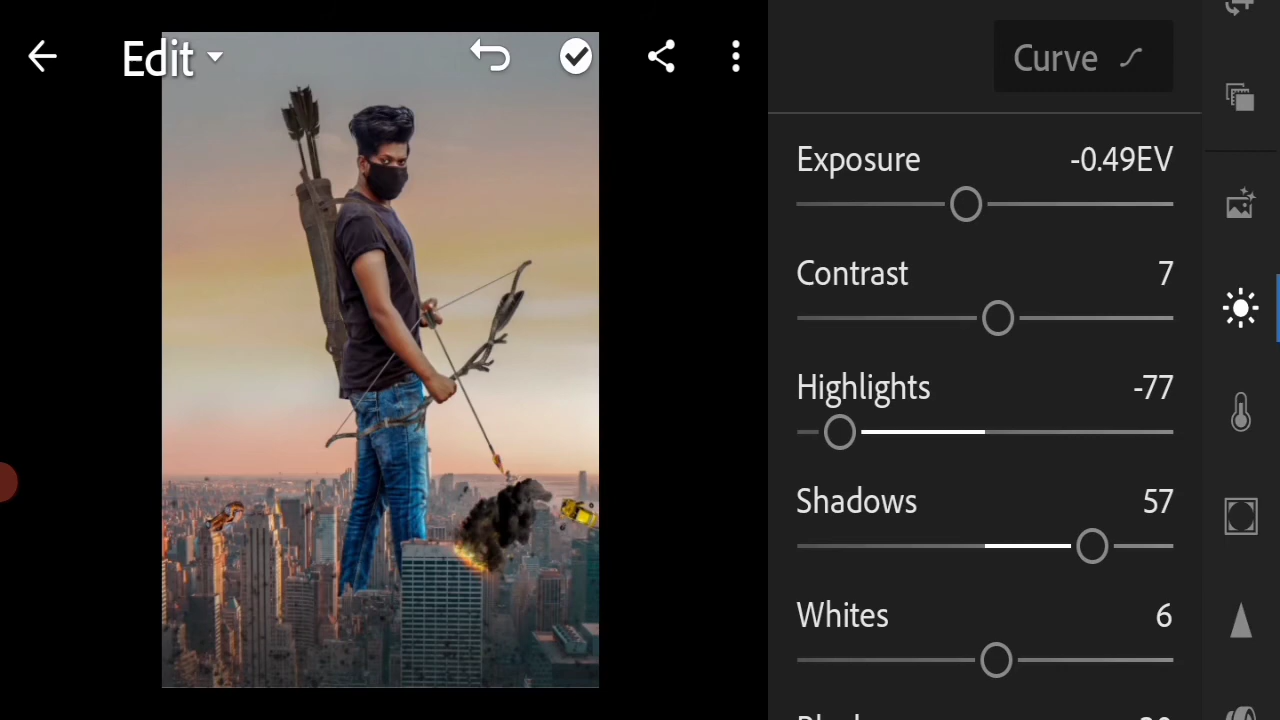 Edit
Curve
Exposure -0.49EV
Contrast 7
Highlights -77
Shadows 57
Whites 6